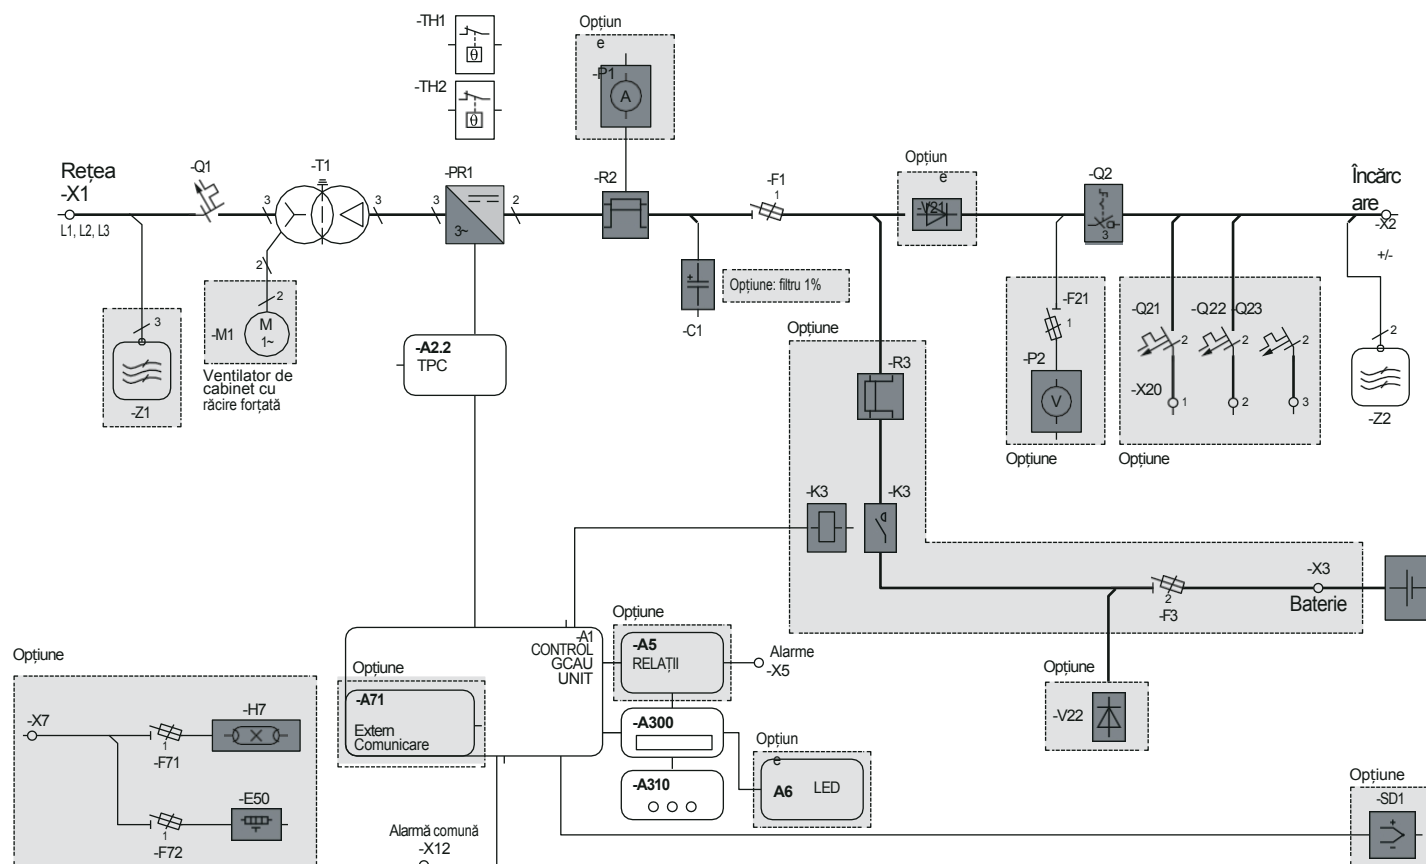 -TH1
θ
-TH2
θ
Opțiun
e
-P1
A
Rețea
-X1
L1, L2, L3
-Q1
-T1
3
3
-PR1
3
3~
2
-R2
-F1
1
Opțiun
e
-V21
-Q2
3
Încărc
are
-X2
+/-
3
-Z1
2
2
-M1
M
1~
Ventilator de
cabinet cu
răcire forțată
-A2.2
TPC
+
-C1
Opțiune: filtru 1%
Opțiune
-R3
-K3
-K3
-F21
1
-P2
V
Opțiune
-Q21
-Q22
-Q23
2
2
2
-X20
1
2
3
Opțiune
2
-Z2
2
-F3
-X3
Baterie
Opțiune
-V22
-A1
CONTROL
GCAU
UNIT
Opțiune
-A5
RELAȚII
Alarme
-X5
Opțiune
-A71
Extern
Comunicare
-A300
-A310
Opțiun
e
A6
LED
Opțiune
-X7
1
-F71
-H7
1
-F72
-E50
Alarmă comună
-X12
Opțiune
-SD1
+
-